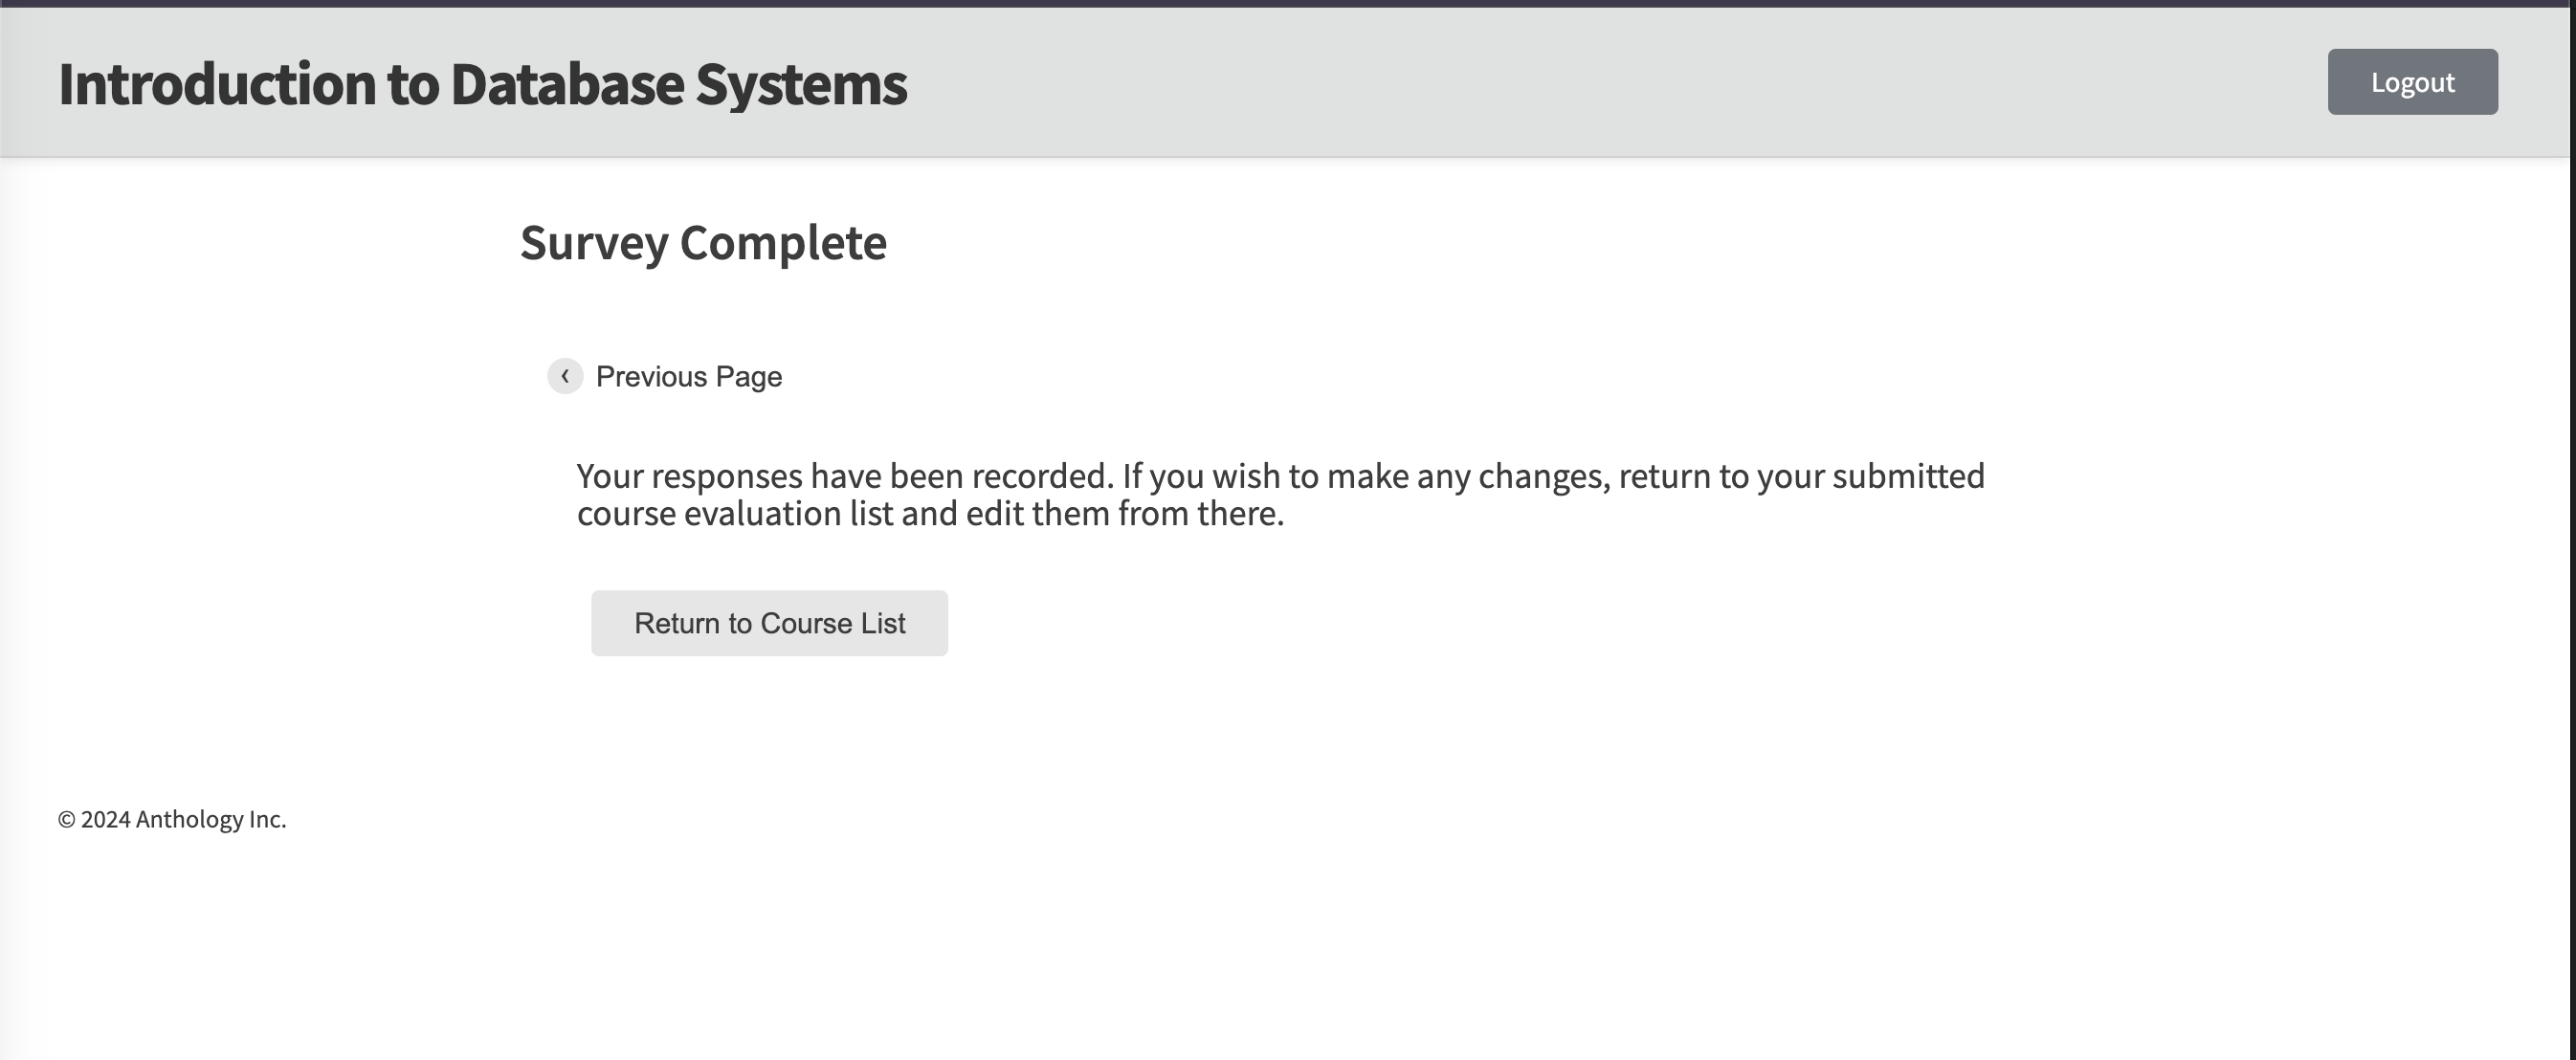 Introduction to Database Systems
Logout
Survey Complete
‹ Previous Page
Your responses have been recorded. If you wish to make any changes, return to your submitted
course evaluation list and edit them from there.
Return to Course List
© 2024 Anthology Inc.